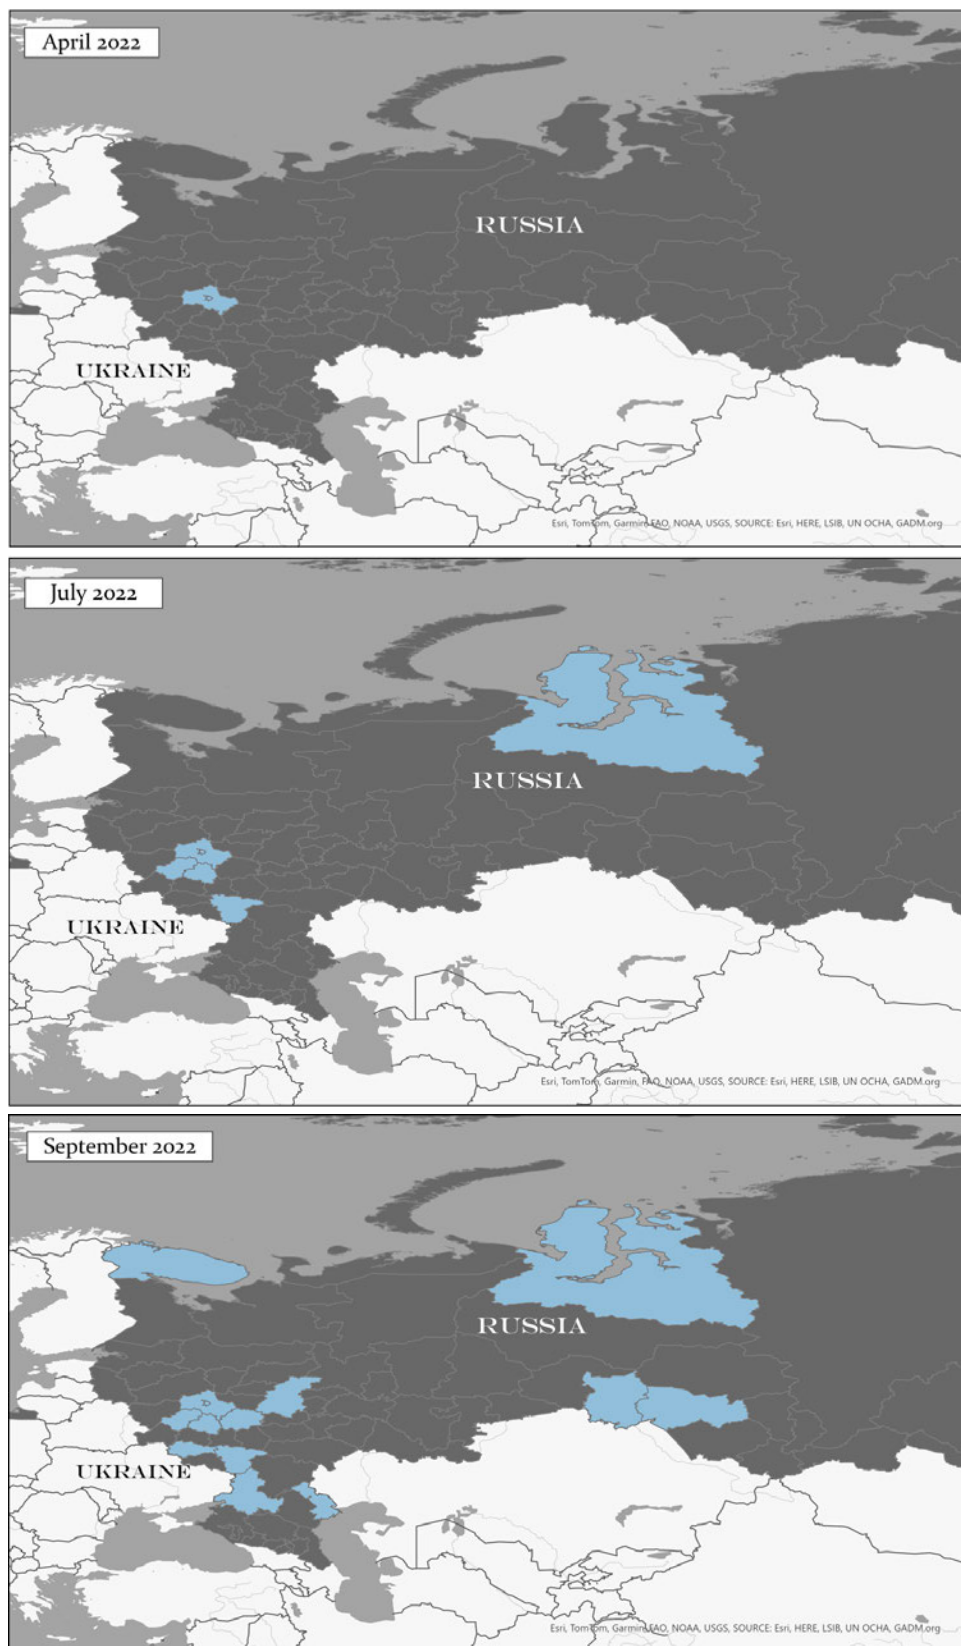 April 2022
RUSSIA
UKRAINE
Esri, TomTom, Garmin, FAO, NOAA, USGS, SOURCE: Esri, HERE, LSIB, UN OCHA, GADM.org
July 2022
RUSSIA
UKRAINE
Esri, TomTom, Garmin, FAO, NOAA, USGS, SOURCE: Esri, HERE, LSIB, UN OCHA, GADM.org
September 2022
RUSSIA
UKRAINE
Esri, TomTom, Garmin, FAO, NOAA, USGS, SOURCE: Esri, HERE, LSIB, UN OCHA, GADM.org